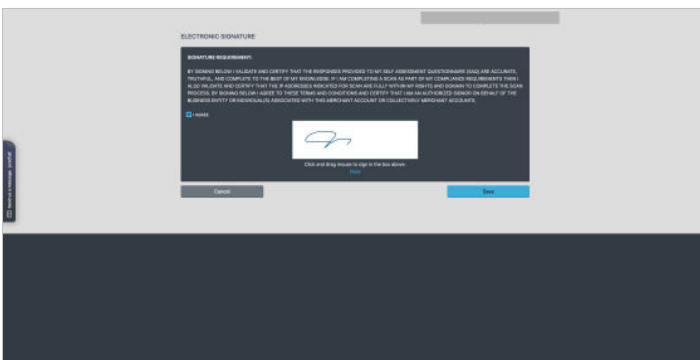 ELECTRONIC SIGNATURE
SIGNATURE REQUIREMENT:
BY SIGNING BELOW I VALIDATE AND CERTIFY THAT THE RESPONSES PROVIDED TO MY SELF ASSESSMENT QUESTIONNAIRE (SAQ) ARE ACCURATE,
TRUTHFUL, AND COMPLETE TO THE BEST OF MY KNOWLEDGE. IF I AM COMPLETING A SCAN AS PART OF MY COMPLIANCE REQUIREMENTS THEN I
ALSO VALIDATE AND CERTIFY THAT THE IP ADDRESSES INDICATED FOR SCAN ARE FULLY WITHIN MY RIGHTS AND DOMAIN TO COMPLETE THE SCAN
PROCESS. BY SIGNING BELOW I AGREE TO THESE TERMS AND CONDITIONS AND CERTIFY THAT I AM AN AUTHORIZED SIGNOR ON BEHALF OF THE
BUSINESS ENTITY OR INDIVIDUAL(S) ASSOCIATED WITH THIS MERCHANT ACCOUNT OR COLLECTIVELY MERCHANT ACCOUNTS.
I AGREE
Click and drag mouse to sign in the box above
Cancel
Save